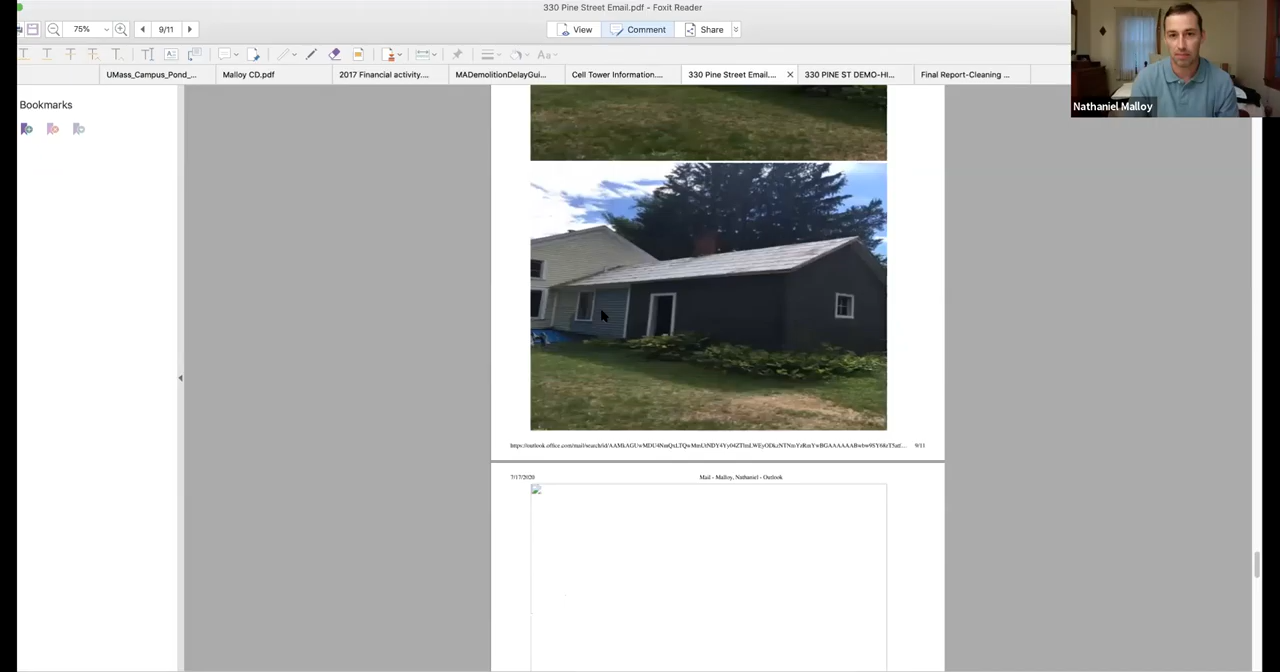 330 Pine Street Email.pdf - Foxit Reader
75%
9/11
View
Comment
Share
UMass_Campus_Pond_...
Malloy CD.pdf
2017 Financial activity....
MADemolitionDelayGui...
Cell Tower Information....
330 Pine Street Email....
330 PINE ST DEMO-HI...
Final Report-Cleaning ...
Nathaniel Malloy
Bookmarks
9/11
7/17/2020
Mail - Malloy, Nathaniel - Outlook